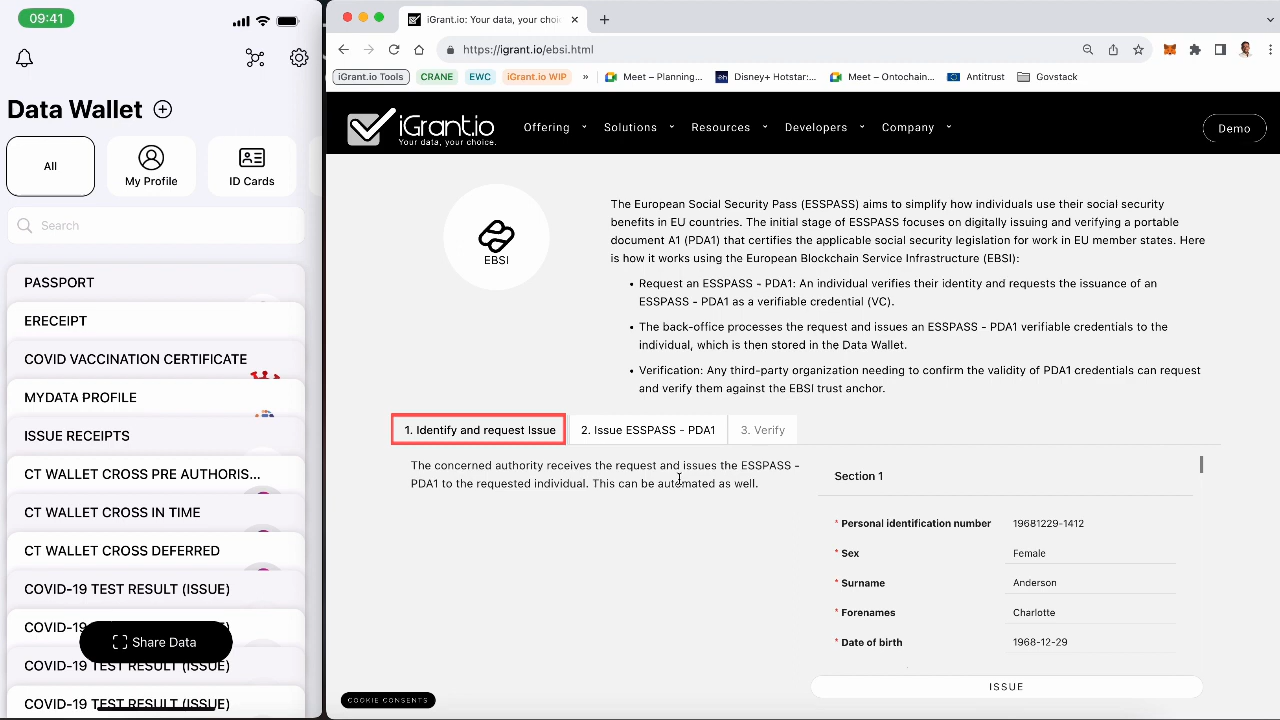 09:41
Data Wallet
All
My Profile
ID Cards
Search
PASSPORT
ERECEIPT
COVID VACCINATION CERTIFICATE
MYDATA PROFILE
ISSUE RECEIPTS
CT WALLET CROSS PRE AUTHORIS...
CT WALLET CROSS IN TIME
CT WALLET CROSS DEFERRED
COVID-19 TEST RESULT (ISSUE)
COVID-19
Share Data
COVID-19 TEST RESULT (ISSUE)
COVID-19 TEST RESULT (ISSUE)
iGrant.io: Your data, your choi
https://igrant.io/ebsi.html
iGrant.io Tools CRANE EWC iGrant.io WIP » Meet – Planning... Disney+ Hotstar:... Meet – Ontochain... Antitrust Govstack
iGrant.io
Your data, your choice.
Offering Solutions Resources Developers Company Demo
EBSI
The European Social Security Pass (ESSPASS) aims to simplify how individuals use their social security
benefits in EU countries. The initial stage of ESSPASS focuses on digitally issuing and verifying a portable
document A1 (PDA1) that certifies the applicable social security legislation for work in EU member states. Here
is how it works using the European Blockchain Service Infrastructure (EBSI):
• Request an ESSPASS - PDA1: An individual verifies their identity and requests the issuance of an
ESSPASS - PDA1 as a verifiable credential (VC).
• The back-office processes the request and issues an ESSPASS - PDA1 verifiable credentials to the
individual, which is then stored in the Data Wallet.
• Verification: Any third-party organization needing to confirm the validity of PDA1 credentials can request
and verify them against the EBSI trust anchor.
1. Identify and request Issue 2. Issue ESSPASS - PDA1 3. Verify
The concerned authority receives the request and issues the ESSPASS -
PDA1 to the requested individual. This can be automated as well.
Section 1
* Personal identification number 19681229-1412
* Sex Female
* Surname Anderson
* Forenames Charlotte
* Date of birth 1968-12-29
ISSUE
COOKIE CONSENTS